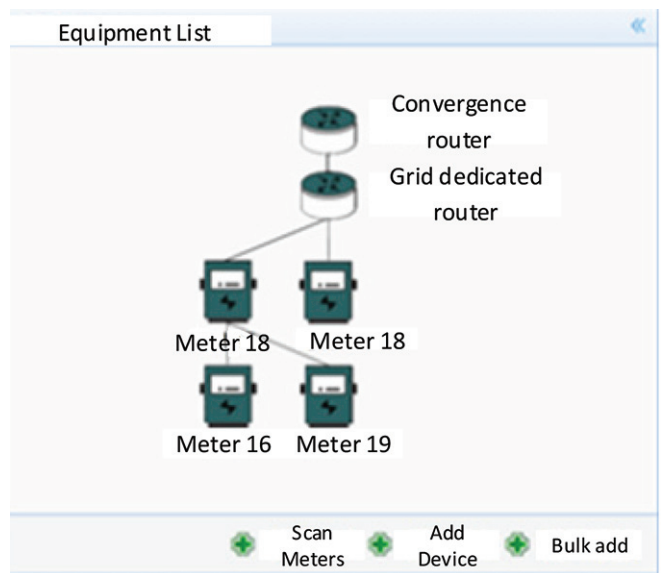 Equipment List
Convergence
router
Grid dedicated
router
Meter 18
Meter 18
Meter 16
Meter 19
Scan
Meters
Add
Device
Bulk add